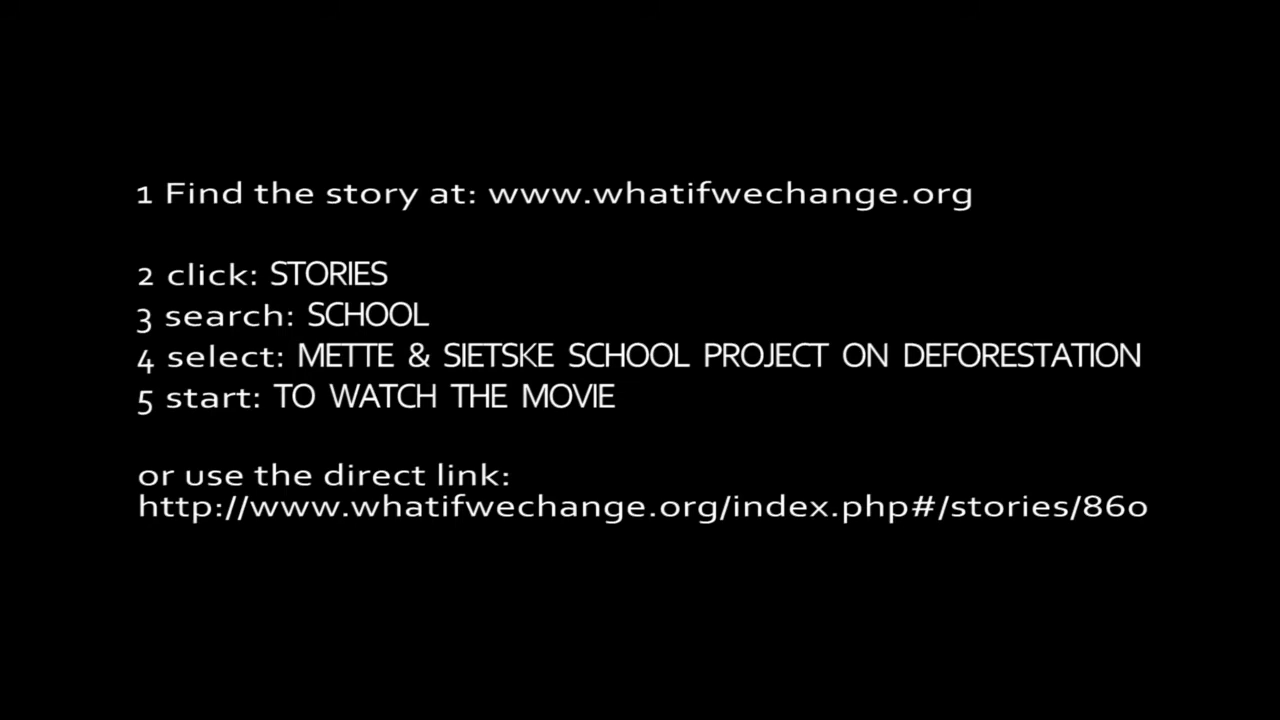 1 Find the story at: www.whatifwechange.org
2 click: STORIES
3 search: SCHOOL
4 select: METTE & SIETSKE SCHOOL PROJECT ON DEFORESTATION
5 start: TO WATCH THE MOVIE
or use the direct link:
http://www.whatifwechange.org/index.php#/stories/860